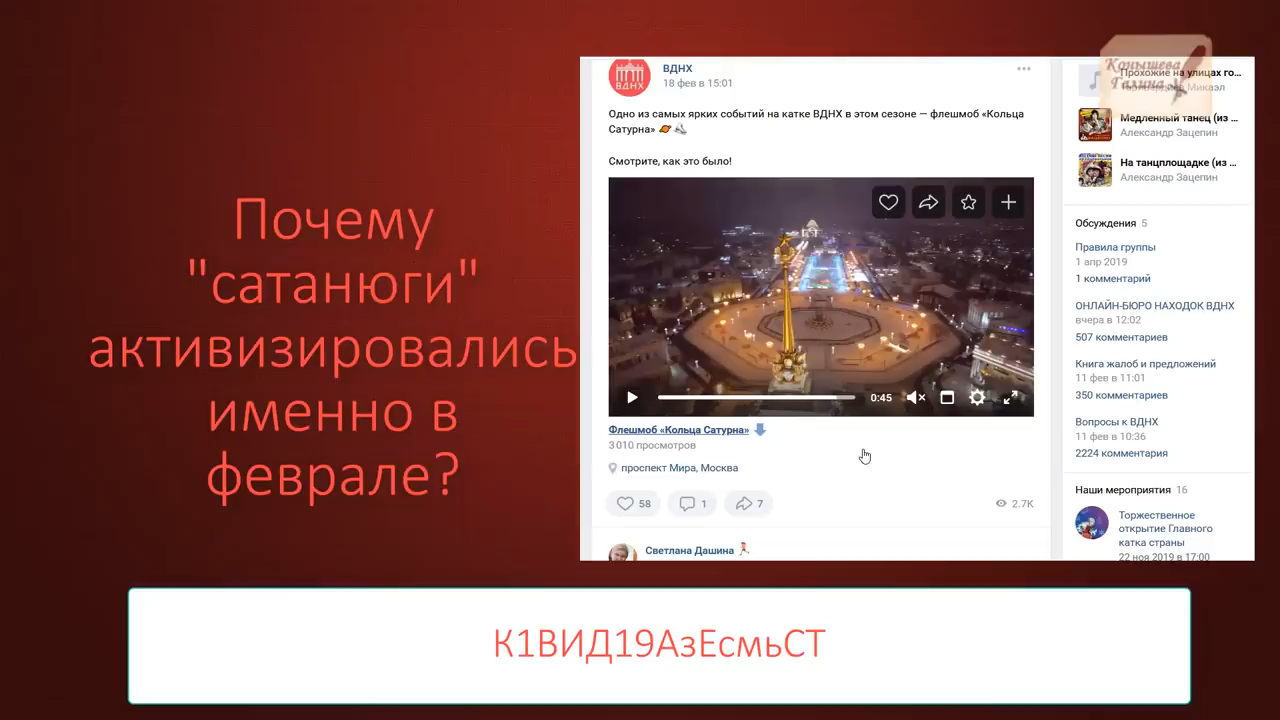 Почему
"сатанюги"
активизировались
именно в
феврале?
ВДНХ
ВДНХ
18 фев в 15:01
Одно из самых ярких событий на катке ВДНХ в этом сезоне — флешмоб «Кольца
Сатурна»
Смотрите, как это было!
0:45
Флешмоб «Кольца Сатурна»
3 010 просмотров
проспект Мира, Москва
58
1
7
2.7K
Светлана Дашина
Конышева
Галина
Прохожие на улицах го...
Микаэл
Медленный танец (из ...
Александр Зацепин
На танцплощадке (из ...
Александр Зацепин
Обсуждения 5
Правила группы
1 апр 2019
1 комментарий
ОНЛАЙН-БЮРО НАХОДОК ВДНХ
вчера в 12:02
507 комментариев
Книга жалоб и предложений
11 фев в 11:01
350 комментариев
Вопросы к ВДНХ
11 фев в 10:36
2224 комментария
Наши мероприятия 16
Торжественное
открытие Главного
катка страны
22 ноя 2019 в 17:00
К1ВИД19АзЕсмьСТ